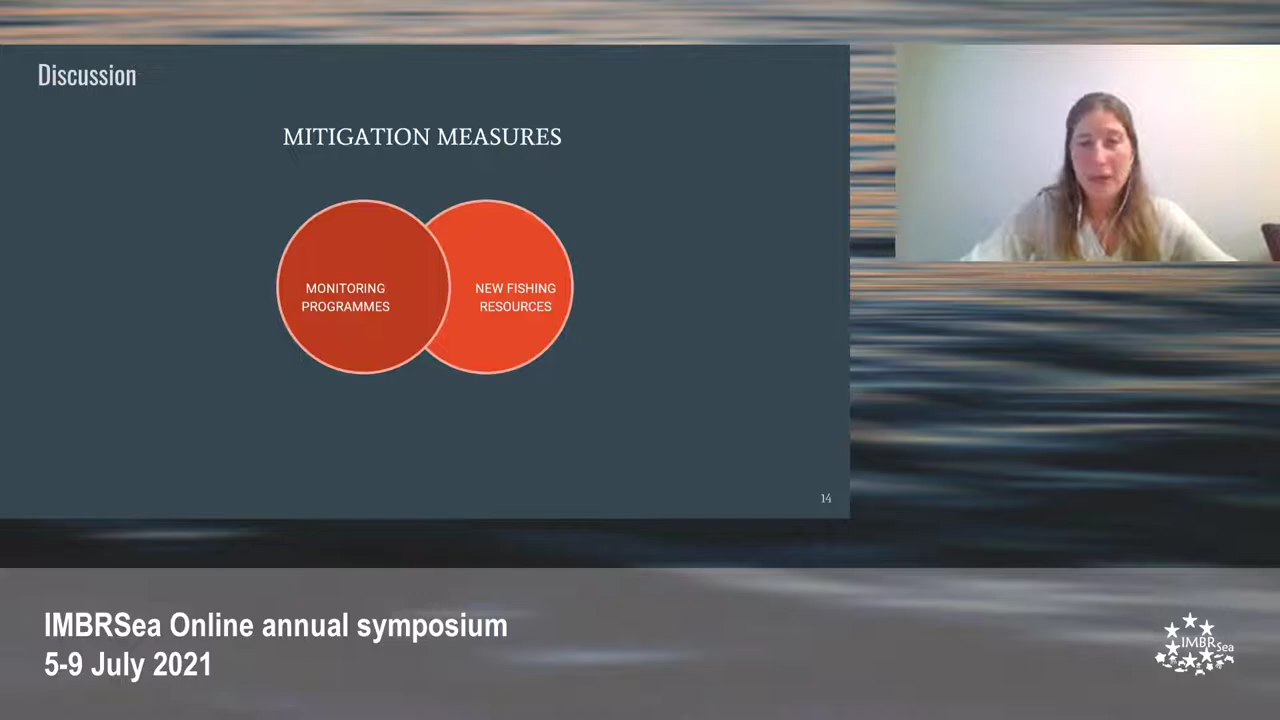 Discussion
MITIGATION MEASURES
MONITORING
PROGRAMMES
NEW FISHING
RESOURCES
14
IMBRSea Online annual symposium
5-9 July 2021
IMBRSea